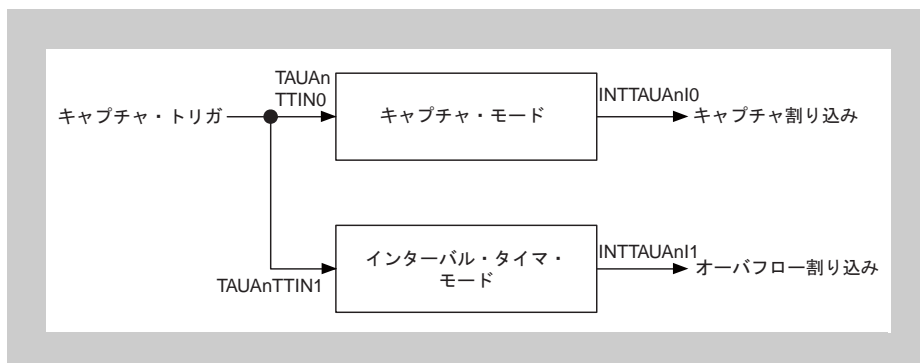 キャプチャ・トリガ
TAUAn
TTIN0
キャプチャ・モード
INTTAUAnI0
キャプチャ割り込み
TAUAnTTIN1
インターバル・タイマ・
モード
INTTAUAnI1
オーバフロー割り込み